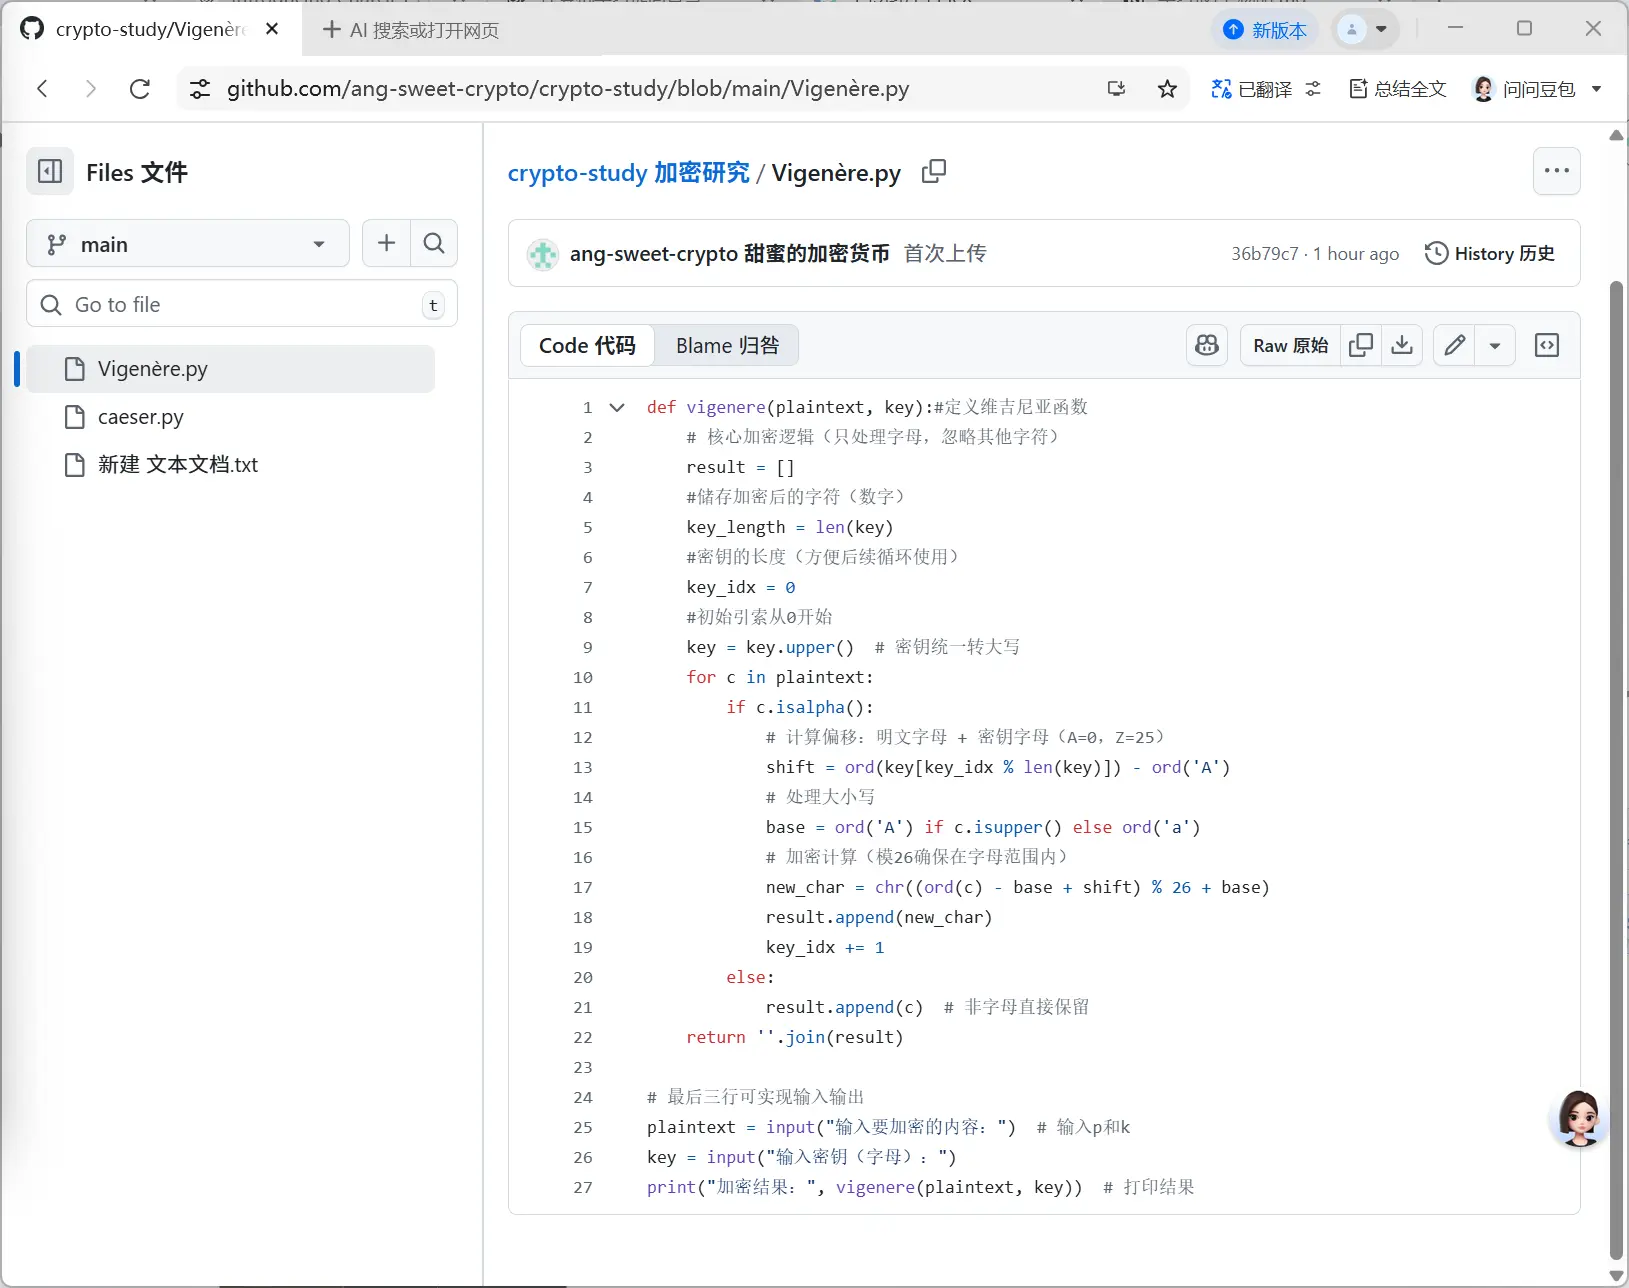 crypto-study/Vigenère
AI 搜索或打开网页
新版本
github.com/ang-sweet-crypto/crypto-study/blob/main/Vigenère.py
已翻译
总结全文
问问豆包
Files 文件
main
Go to file
t
Vigenère.py
caeser.py
新建 文本文档.txt
crypto-study 加密研究 / Vigenère.py
ang-sweet-crypto 甜蜜的加密货币 首次上传
36b79c7 · 1 hour ago
History 历史
Code 代码
Blame 归咎
Raw 原始
1 def vigenere(plaintext, key):#定义维吉尼亚函数
2 # 核心加密逻辑（只处理字母，忽略其他字符）
3 result = []
4 #储存加密后的字符（数字）
5 key_length = len(key)
6 #密钥的长度（方便后续循环使用）
7 key_idx = 0
8 #初始引索从0开始
9 key = key.upper()  # 密钥统一转大写
10 for c in plaintext:
11 if c.isalpha():
12 # 计算偏移：明文字母 + 密钥字母（A=0，Z=25）
13 shift = ord(key[key_idx % len(key)]) - ord('A')
14 # 处理大小写
15 base = ord('A') if c.isupper() else ord('a')
16 # 加密计算（模26确保在字母范围内）
17 new_char = chr((ord(c) - base + shift) % 26 + base)
18 result.append(new_char)
19 key_idx += 1
20 else:
21 result.append(c)  # 非字母直接保留
22 return ''.join(result)
23
24 # 最后三行可实现输入输出
25 plaintext = input("输入要加密的内容：")  # 输入p和k
26 key = input("输入密钥（字母）：")
27 print("加密结果：", vigenere(plaintext, key))  # 打印结果